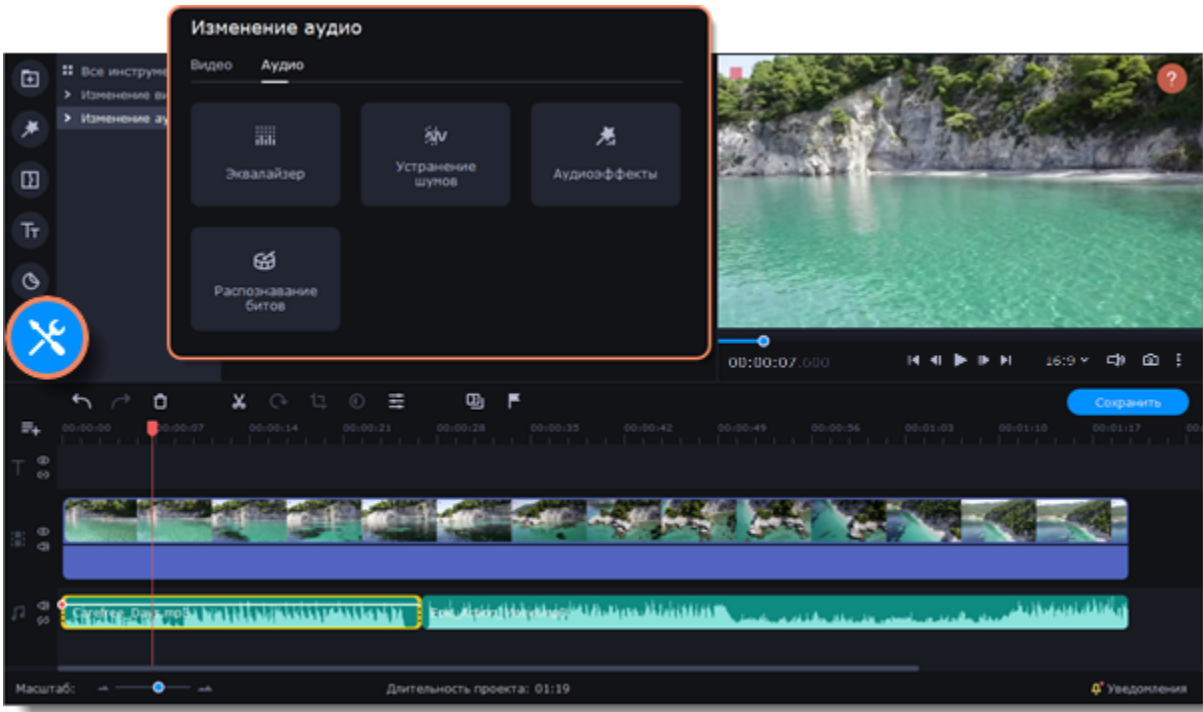 Изменение аудио
Видео Аудио
Все инструме
Изменение ви
Изменение ау
Эквалайзер
Устранение
шумов
Аудиоэффекты
Распознавание
битов
?
00:00:07.600
16:9
Сохранить
00:00:00 00:00:07 00:00:14 00:00:21 00:00:28 00:00:35 00:00:42 00:00:49 00:00:56 00:01:03 00:01:10 00:01:17 00:
Carefree_Days.mp3
Масштаб:
Длительность проекта: 01:19
Уведомления